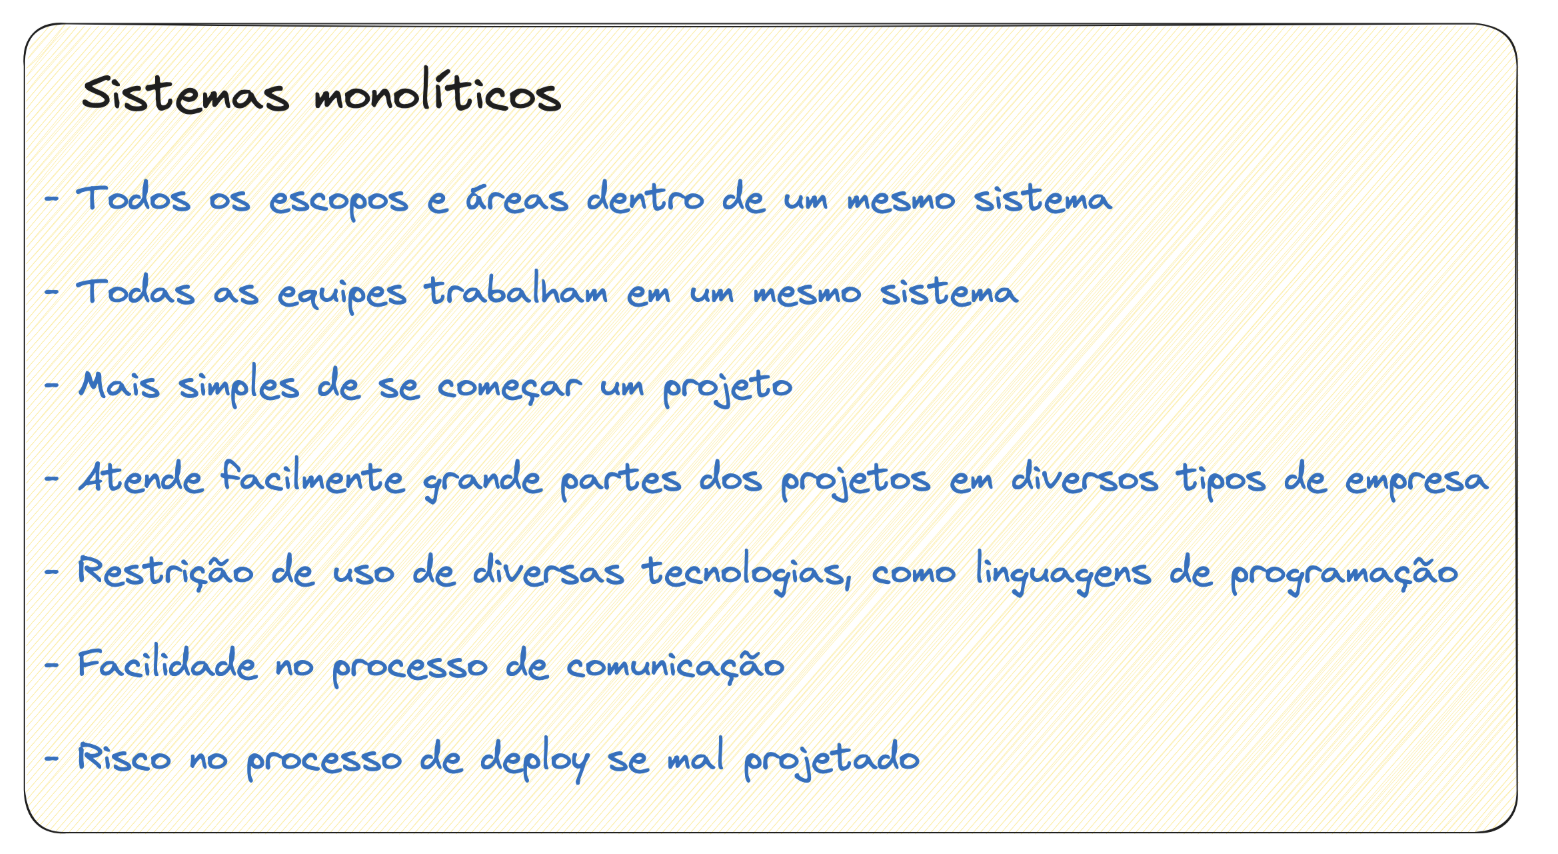 Sistemas monolíticos
- Todos os escopos e áreas dentro de um mesmo sistema
- Todas as equipes trabalham em um mesmo sistema
- Mais simples de se começar um projeto
- Atende facilmente grande partes dos projetos em diversos tipos de empresa
- Restrição de uso de diversas tecnologias, como linguagens de programação
- Facilidade no processo de comunicação
- Risco no processo de deploy se mal projetado